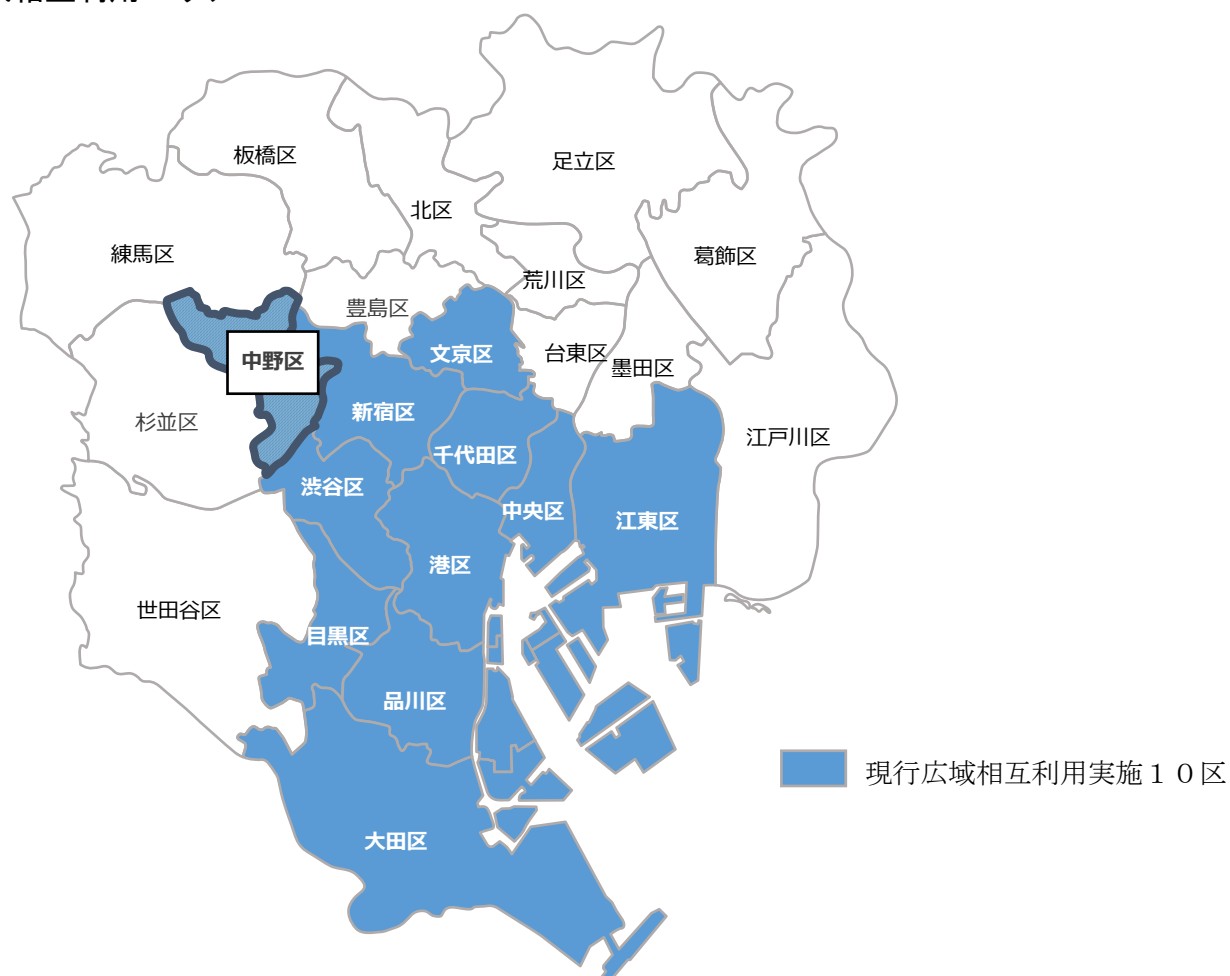 足立区
板橋区
北区
練馬区
葛飾区
荒川区
豊島区
台東区
文京区
中野区
墨田区
新宿区
杉並区
江戸川区
千代田区
渋谷区
中央区
江東区
港区
世田谷区
目黒区
品川区
現行広域相互利用実施１０区
大田区